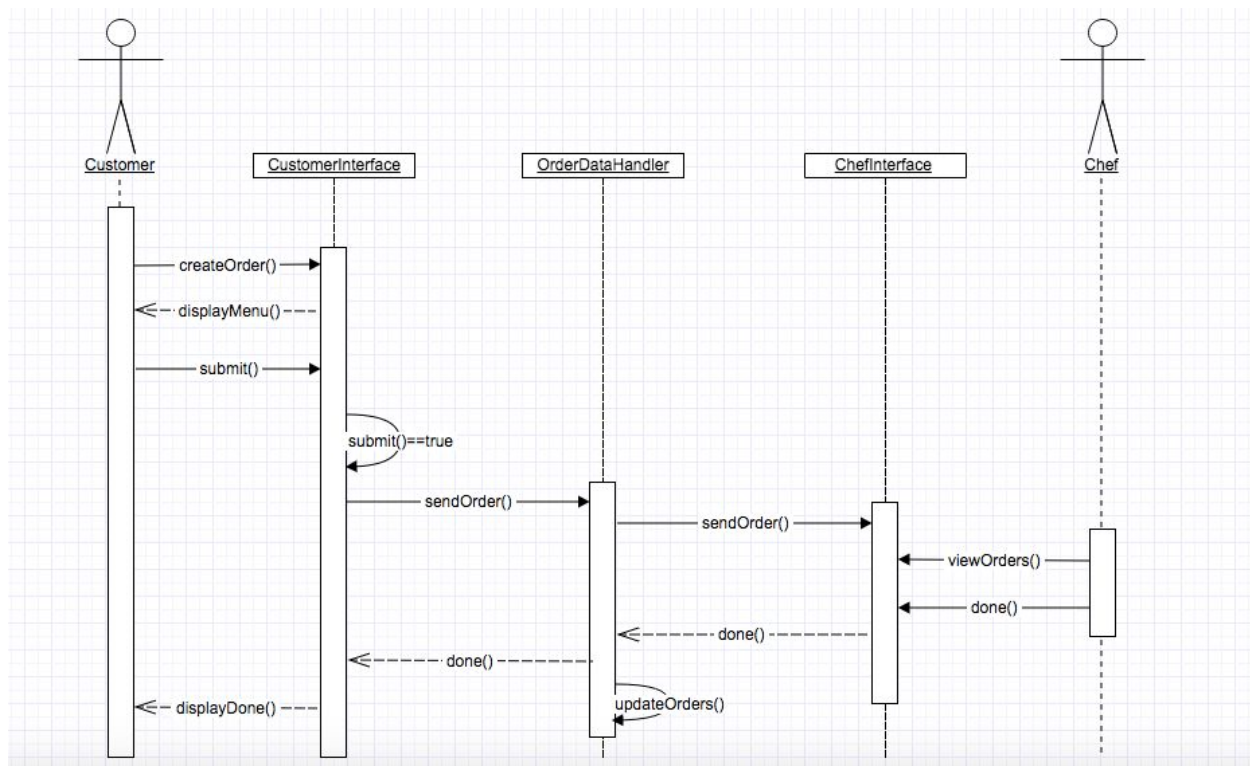 Customer
CustomerInterface
OrderDataHandler
ChefInterface
Chef
createOrder()
displayMenu()
submit()
submit()==true
sendOrder()
sendOrder()
viewOrders()
done()
done()
done()
updateOrders()
displayDone()